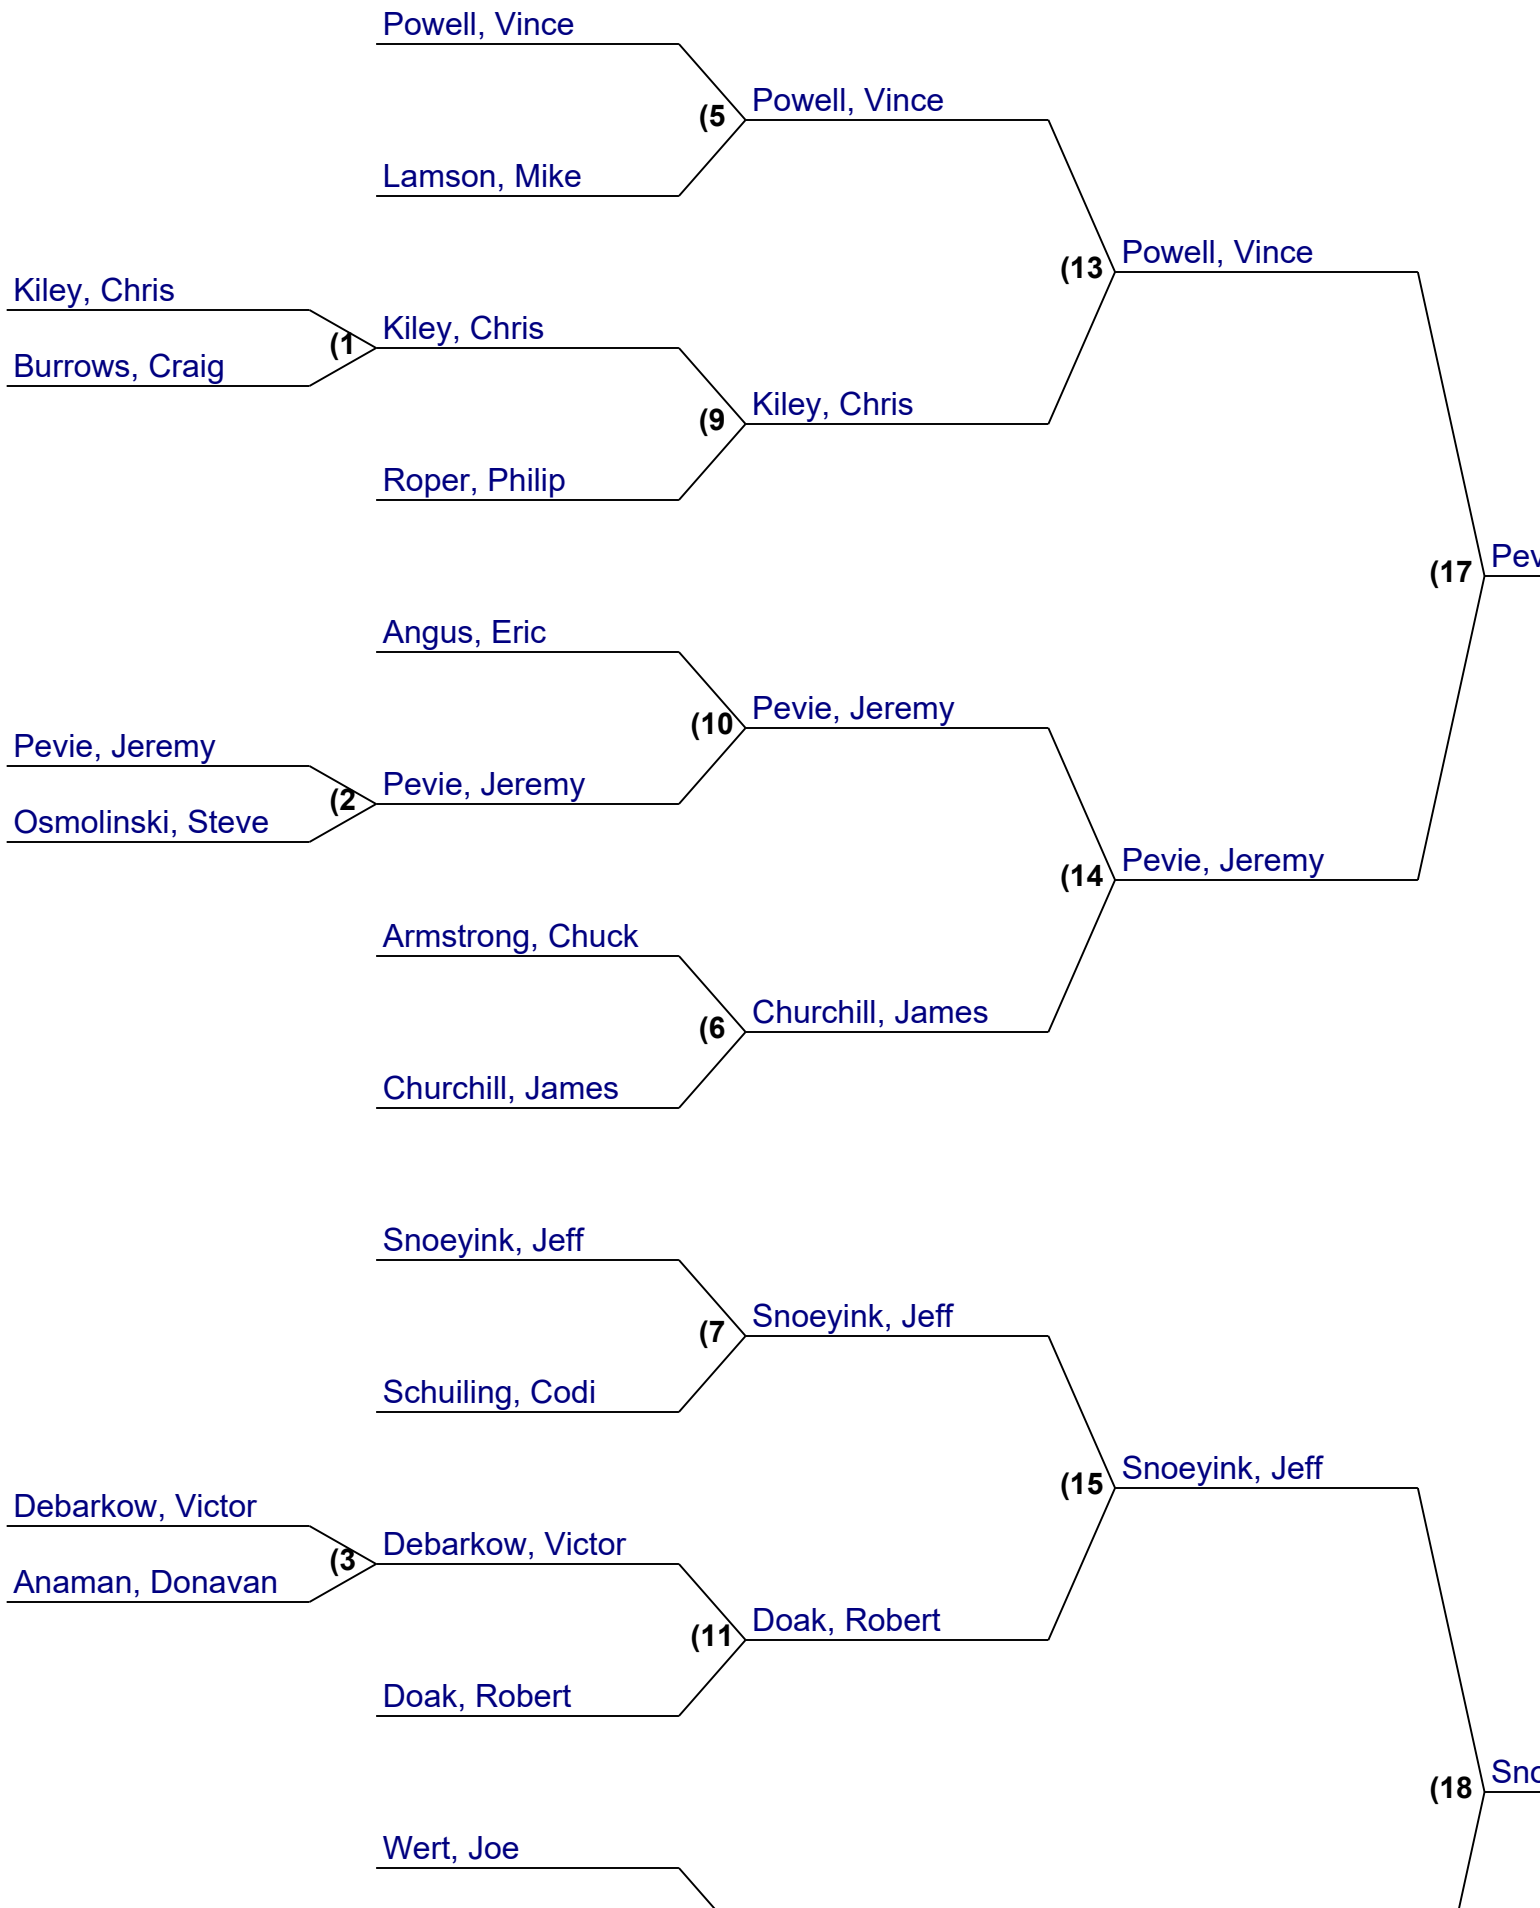 Powell, Vince
(5
Powell, Vince
Lamson, Mike
(13
Powell, Vince
Kiley, Chris
(1
Kiley, Chris
Burrows, Craig
(9
Kiley, Chris
Roper, Philip
(17
Pev
Angus, Eric
(10
Pevie, Jeremy
Pevie, Jeremy
(2
Pevie, Jeremy
Osmolinski, Steve
(14
Pevie, Jeremy
Armstrong, Chuck
(6
Churchill, James
Churchill, James
Snoeyink, Jeff
(7
Snoeyink, Jeff
Schuiling, Codi
(15
Snoeyink, Jeff
Debarkow, Victor
(3
Debarkow, Victor
Anaman, Donavan
(11
Doak, Robert
Doak, Robert
(18
Sno
Wert, Joe